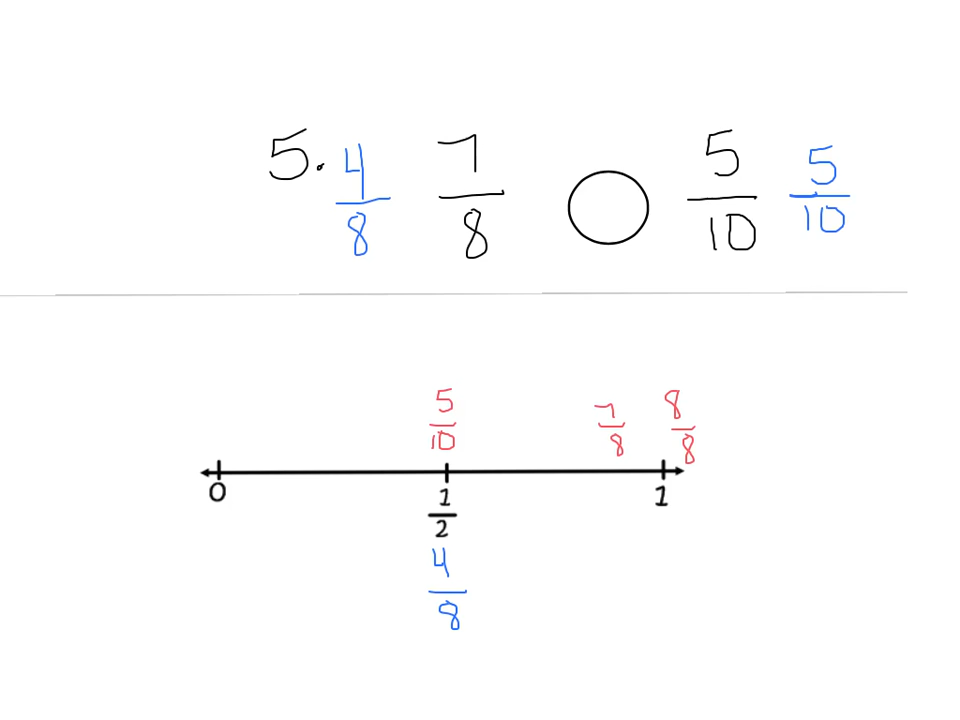 5. 4/8 7/8 ○ 5/10 5/10
5/10 7/8 8/8
0 1/2 1
4/8